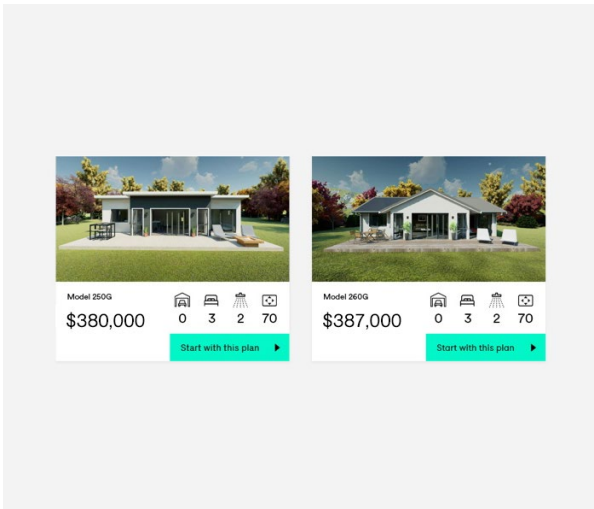 Model 250G
$380,000
0 3 2 70
Start with this plan
Model 260G
$387,000
0 3 2 70
Start with this plan